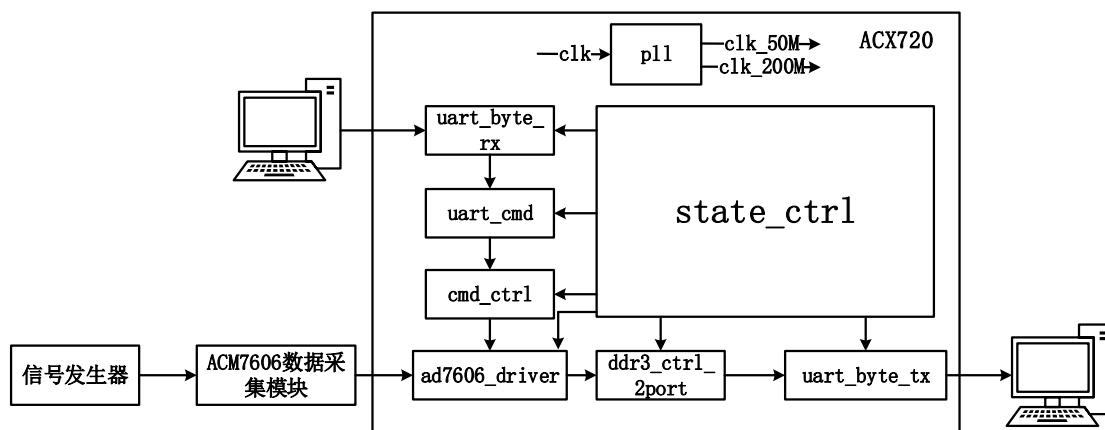 ACX720
clk
pll
clk_50M
clk_200M
uart_byte_
rx
state_ctrl
uart_cmd
cmd_ctrl
信号发生器
ACM7606数据采
集模块
ad7606_driver
ddr3_ctrl_
2port
uart_byte_tx